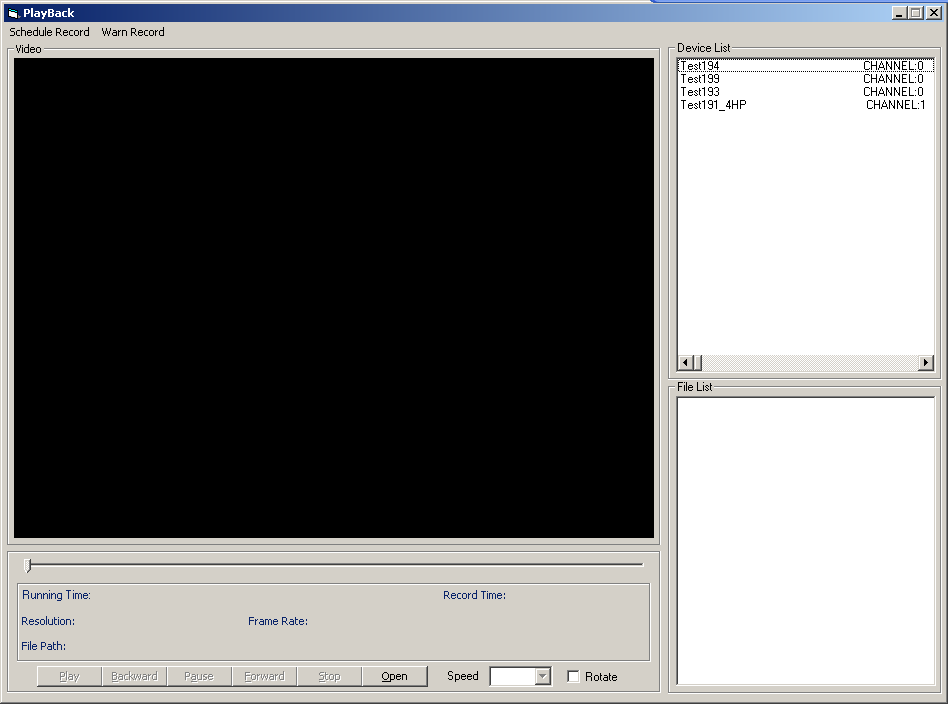 PlayBack
Schedule Record Warn Record
Video
Device List
Test194 CHANNEL:0
Test199 CHANNEL:0
Test193 CHANNEL:0
Test191_4HP CHANNEL:1
File List
Running Time: Record Time:
Resolution: Frame Rate:
File Path:
Play Backward Pause Forward Stop Open Speed Rotate